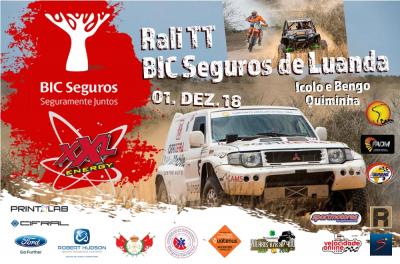 Rali TT
BIC Seguros de Luanda
Icolo e Bengo
Quiminha
01. DEZ. 18
BIC Seguros
Seguramente Juntos
XXL
ENERGY
PRINT LAB
CIFRAL
Ford
Go Further
ROBERT HUDSON
sportmotores
velocidade
online
R